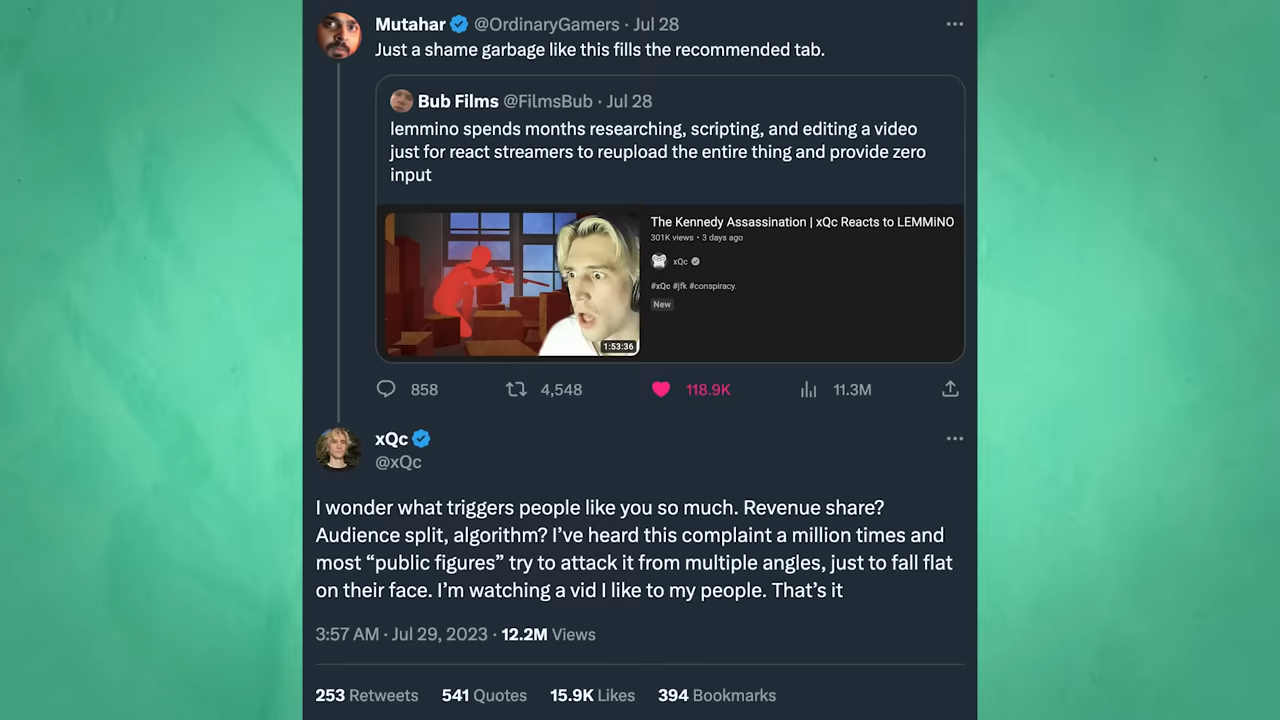 Mutahar @OrdinaryGamers · Jul 28
Just a shame garbage like this fills the recommended tab.
Bub Films @FilmsBub · Jul 28
lemmino spends months researching, scripting, and editing a video
just for react streamers to reupload the entire thing and provide zero
input
The Kennedy Assassination | xQc Reacts to LEMMiNO
301K views • 3 days ago
xQc
#xQc #jfk #conspiracy.
New
1:53:36
858 4,548 118.9K 11.3M
xQc
@xQc
I wonder what triggers people like you so much. Revenue share?
Audience split, algorithm? I’ve heard this complaint a million times and
most “public figures” try to attack it from multiple angles, just to fall flat
on their face. I’m watching a vid I like to my people. That’s it
3:57 AM · Jul 29, 2023 · 12.2M Views
253 Retweets 541 Quotes 15.9K Likes 394 Bookmarks